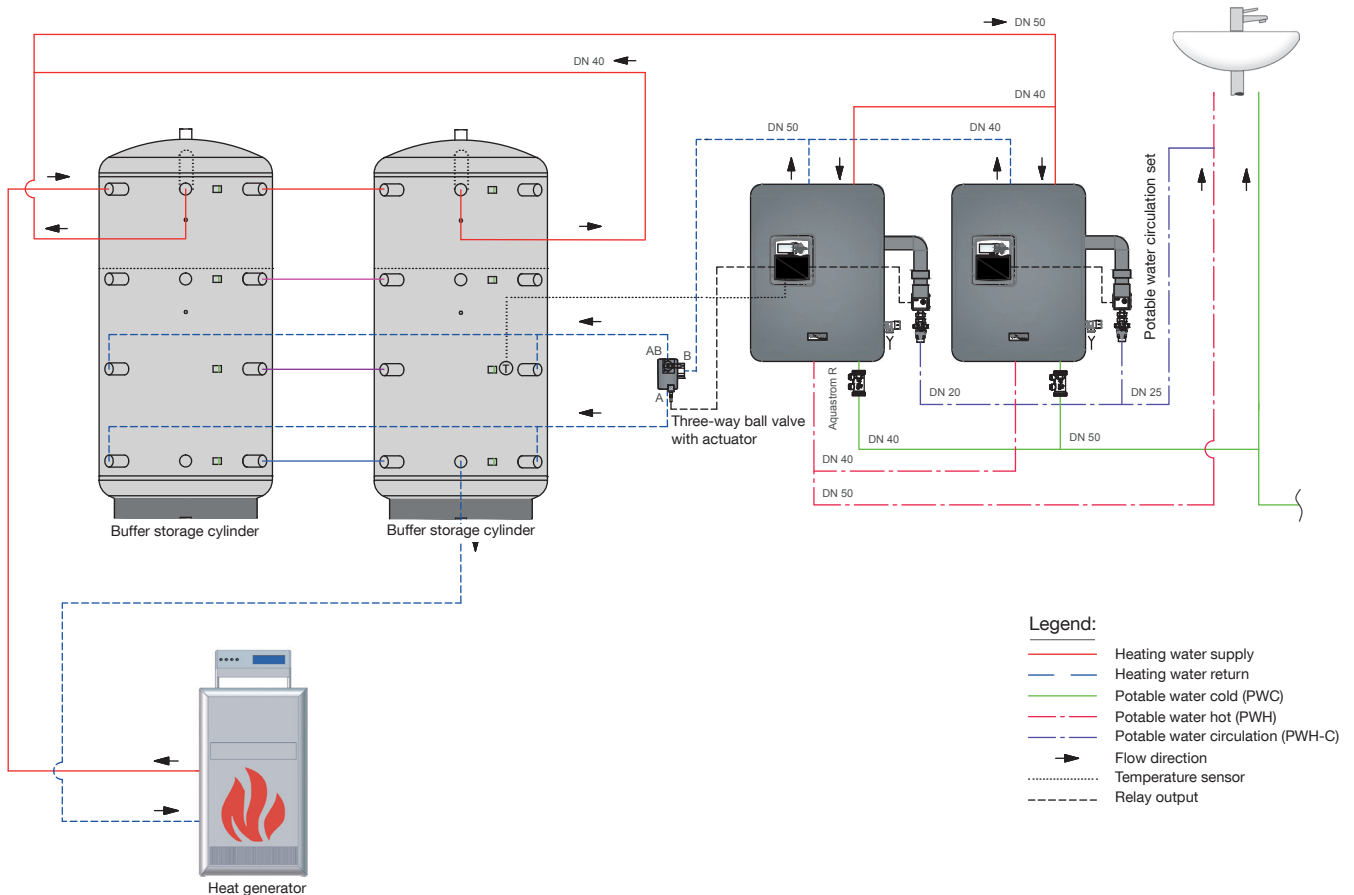 DN 50
DN 40
DN 40
DN 50
DN 40
Potable water circulation set
AB
B
A
T
Three-way ball valve
with actuator
Aquastrom R
DN 20
DN 25
DN 40
DN 50
DN 40
DN 50
Buffer storage cylinder
Buffer storage cylinder
Heat generator
Legend:
Heating water supply
Heating water return
Potable water cold (PWC)
Potable water hot (PWH)
Potable water circulation (PWH-C)
Flow direction
Temperature sensor
Relay output